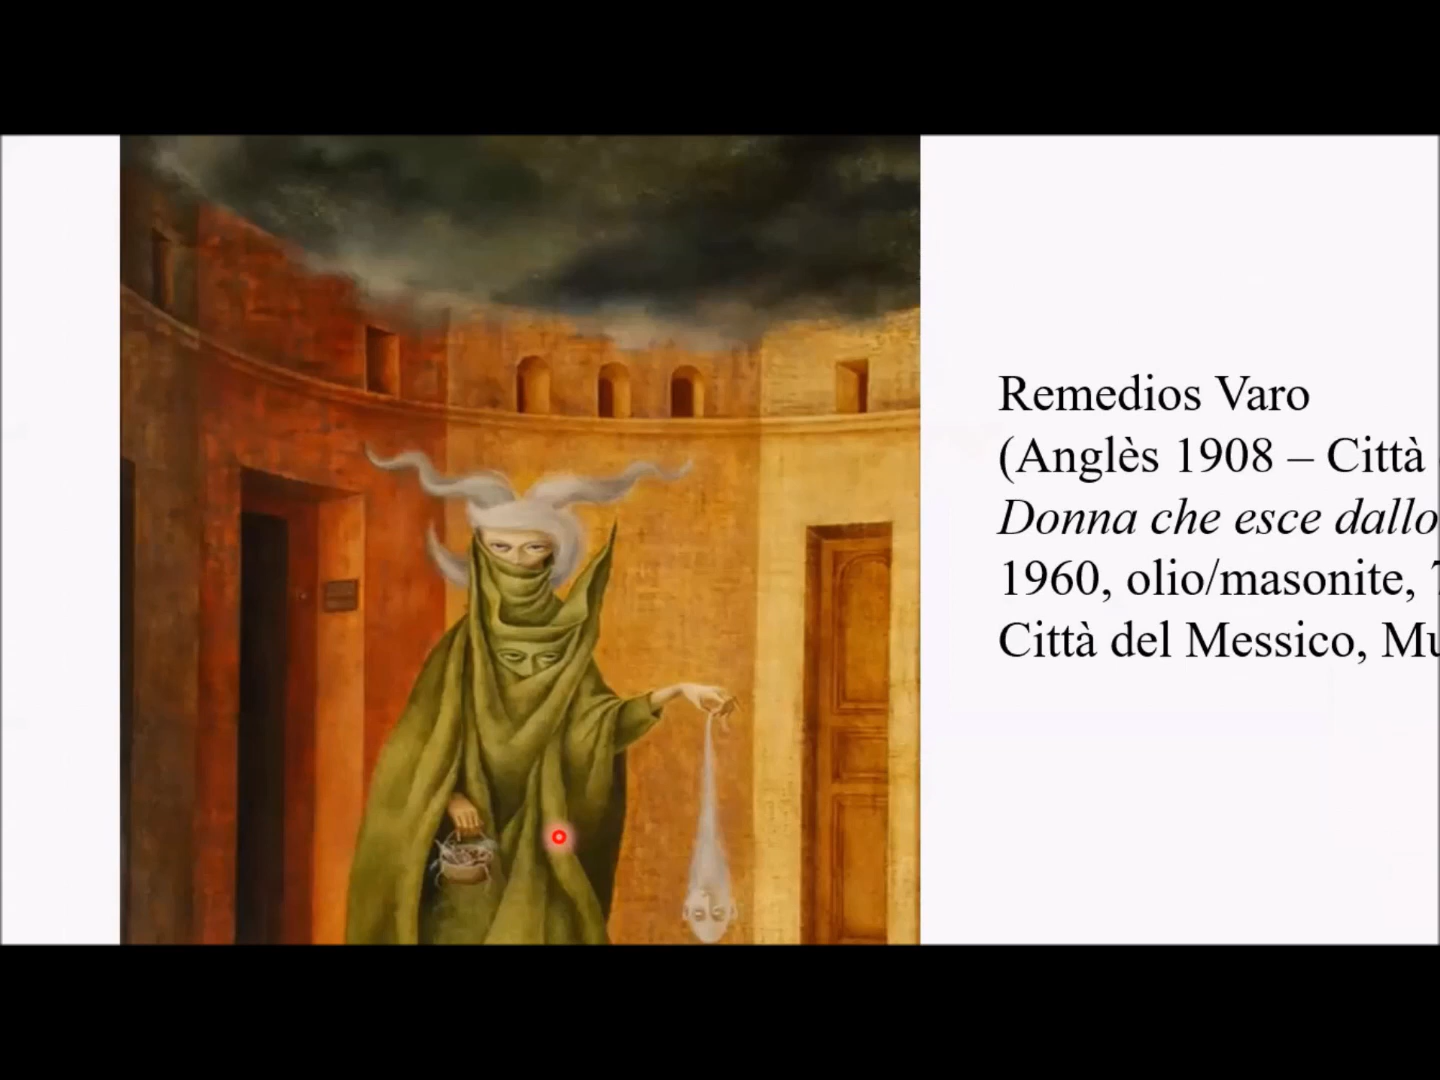 Remedios Varo
(Anglès 1908 – Città
Donna che esce dallo
1960, olio/masonite,
Città del Messico, Mu